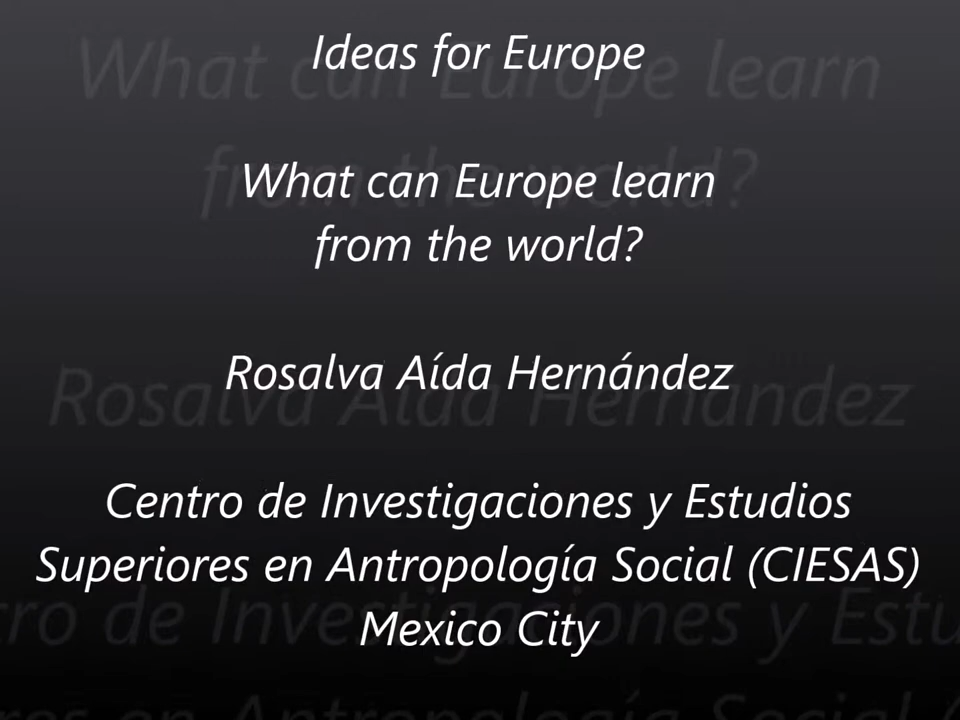 Ideas for Europe
What can Europe learn
from the world?
Rosalva Aída Hernández
Centro de Investigaciones y Estudios
Superiores en Antropología Social (CIESAS)
Mexico City